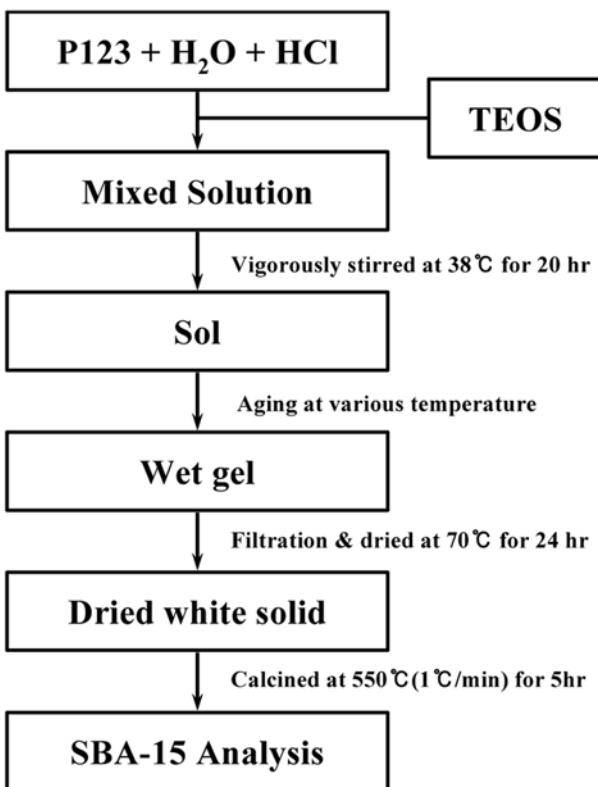 P123 + H₂O + HCl
TEOS
Mixed Solution
Vigorously stirred at 38℃ for 20 hr
Sol
Aging at various temperature
Wet gel
Filtration & dried at 70℃ for 24 hr
Dried white solid
Calcined at 550℃(1℃/min) for 5hr
SBA-15 Analysis